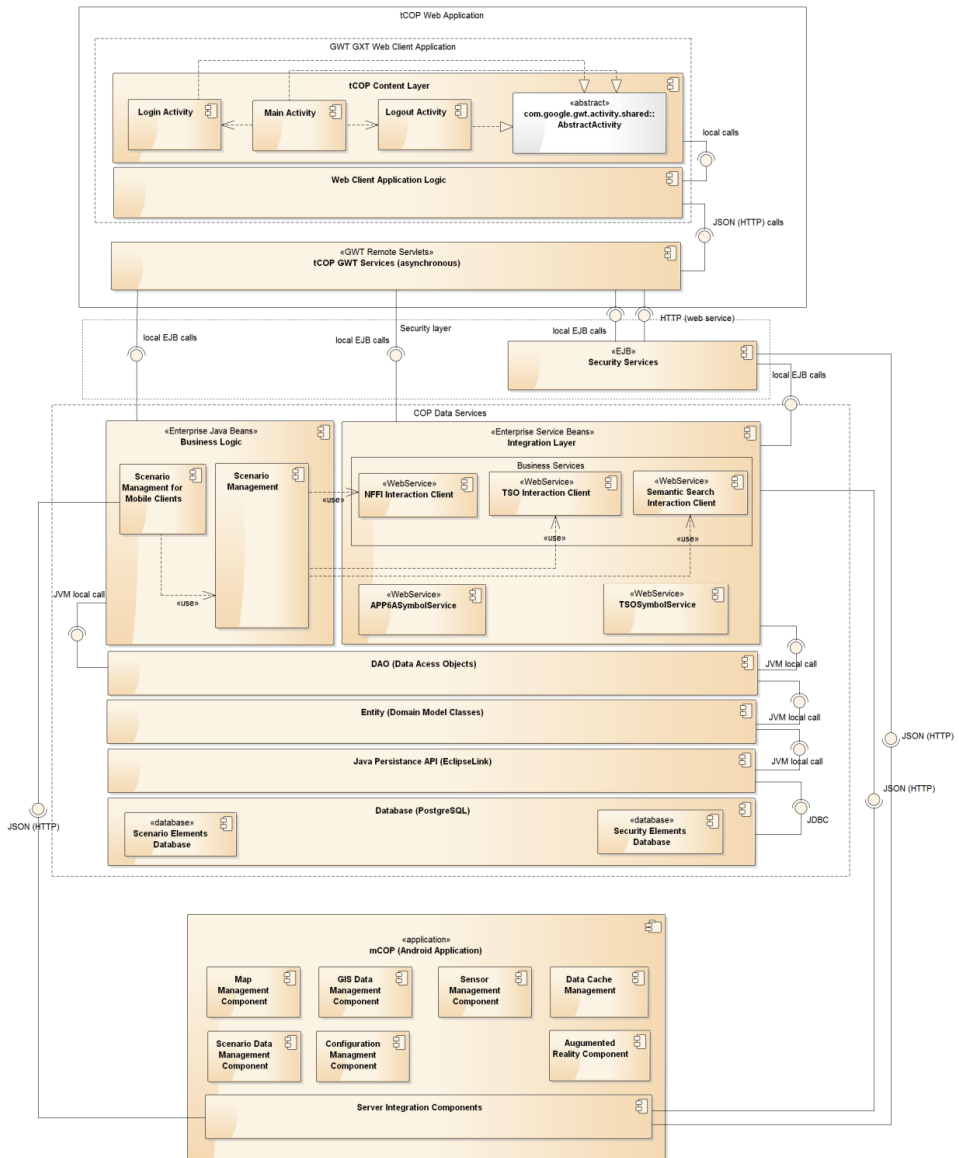 tCOP Web Application
GWT GXT Web Client Application
tCOP Content Layer
Login Activity
Main Activity
Logout Activity
«abstract»
com.google.gwt.activity.shared::
AbstractActivity
local calls
Web Client Application Logic
JSON (HTTP) calls
«GWT Remote Servlets»
tCOP GWT Services (asynchronous)
Security layer
HTTP (web service)
local EJB calls
local EJB calls
local EJB calls
«EJB»
Security Services
local EJB calls
COP Data Services
«Enterprise Java Beans»
Business Logic
«Enterprise Service Beans»
Integration Layer
Business Services
Scenario
Managment for
Mobile Clients
Scenario
Management
«WebService»
NFFI Interaction Client
«WebService»
TSO Interaction Client
«WebService»
Semantic Search
Interaction Client
«use»
«use»
«use»
«use»
JVM local call
«WebService»
APP6ASymbolService
«WebService»
TSOSymbolService
DAO (Data Acess Objects)
JVM local call
Entity (Domain Model Classes)
JVM local call
JSON (HTTP)
Java Persistance API (EclipseLink)
JVM local call
JSON (HTTP)
Database (PostgreSQL)
JDBC
JSON (HTTP)
«database»
Scenario Elements
Database
«database»
Security Elements
Database
«application»
mCOP (Android Application)
Map
Management
Component
GIS Data
Management
Component
Sensor
Management
Component
Data Cache
Management
Scenario Data
Management
Component
Configuration
Managment
Component
Augumented
Reality Component
Server Integration Components